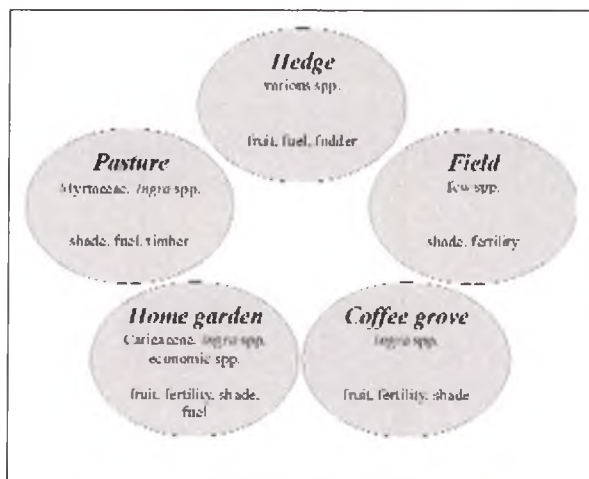 Hedge
various spp.
fruit, fuel, fodder
Pasture
Myrtaceae, Inga spp.
shade, fuel, timber
Field
few spp.
shade, fertility
Home garden
Caricaceae, Inga spp.
economic spp.
fruit, fertility, shade,
fuel
Coffee grove
Inga spp.
fruit, fertility, shade